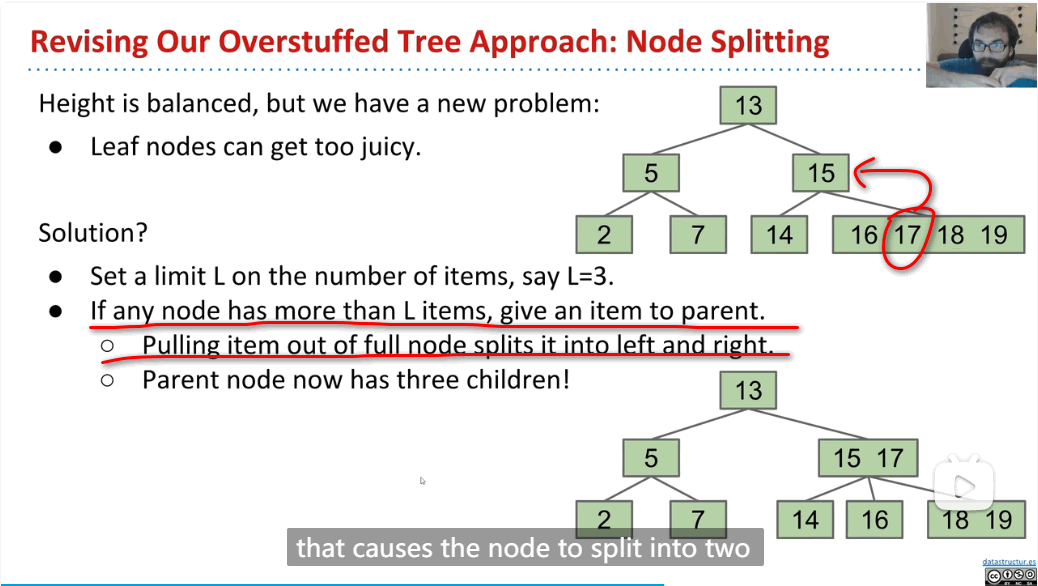 Revising Our Overstuffed Tree Approach: Node Splitting
Height is balanced, but we have a new problem:
● Leaf nodes can get too juicy.
Solution?
● Set a limit L on the number of items, say L=3.
● If any node has more than L items, give an item to parent.
○ Pulling item out of full node splits it into left and right.
○ Parent node now has three children!
13
5 15
2 7 14 16 17 18 19
13
5 15 17
2 7 14 16 18 19
that causes the node to split into two
datastructur.es